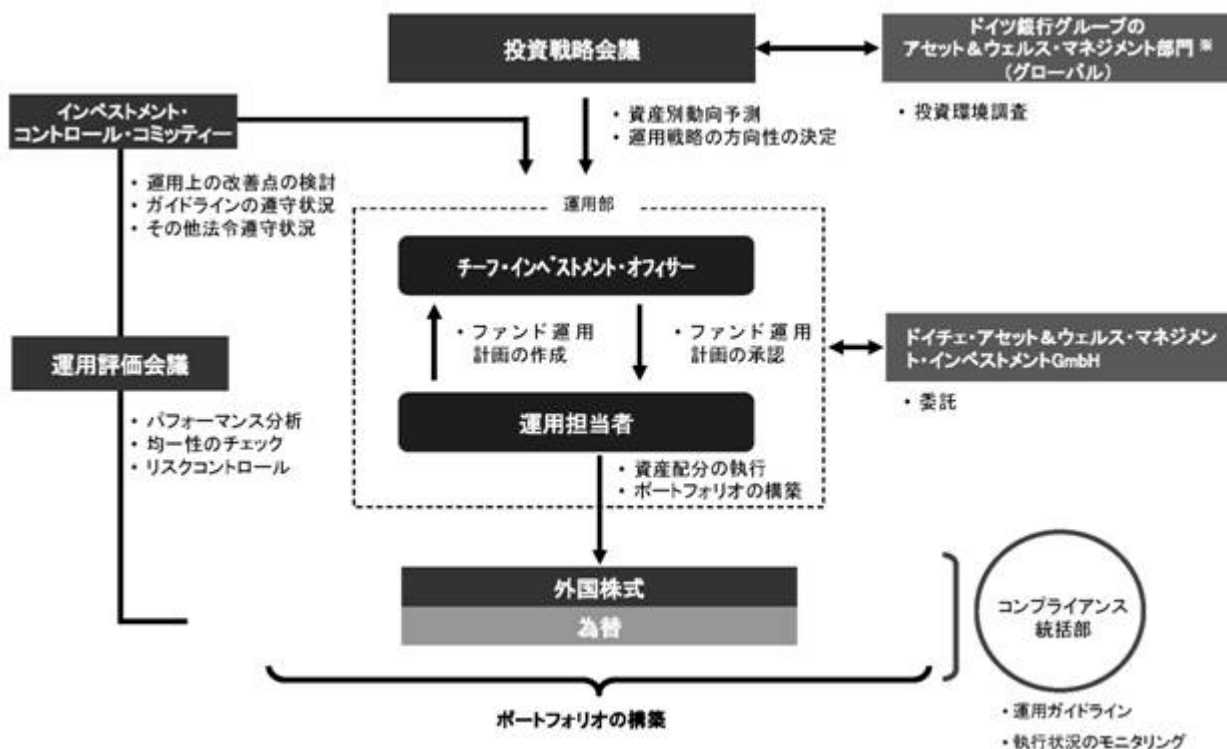 投資戦略会議
ドイツ銀行グループの
アセット＆ウェルス・マネジメント部門※
（グローバル）
・投資環境調査
インベストメント・
コントロール・コミッティー
・資産別動向予測
・運用戦略の方向性の決定
・運用上の改善点の検討
・ガイドラインの遵守状況
・その他法令遵守状況
運用部
チーフ・インベストメント・オフィサー
・ファンド運用
計画の作成
・ファンド運用
計画の承認
ドイチェ・アセット＆ウェルス・マネジメン
ト・インベストメントGmbH
・委託
運用評価会議
・パフォーマンス分析
・均一性のチェック
・リスクコントロール
運用担当者
・資産配分の執行
・ポートフォリオの構築
外国株式
為替
コンプライアンス
統括部
ポートフォリオの構築
・運用ガイドライン
・執行状況のモニタリング